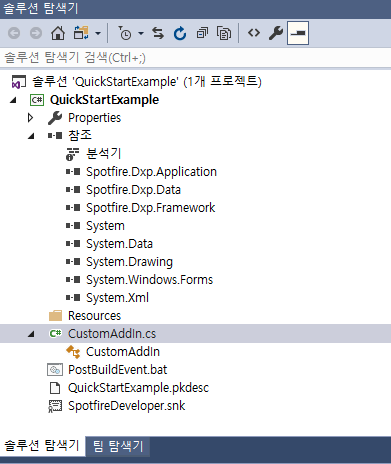 솔루션 탐색기
솔루션 탐색기 검색(Ctrl+;)
솔루션 'QuickStartExample' (1개 프로젝트)
C# QuickStartExample
Properties
참조
분석기
Spotfire.Dxp.Application
Spotfire.Dxp.Data
Spotfire.Dxp.Framework
System
System.Data
System.Drawing
System.Windows.Forms
System.Xml
Resources
C# CustomAddIn.cs
CustomAddIn
PostBuildEvent.bat
QuickStartExample.pkdesc
SpotfireDeveloper.snk
솔루션 탐색기 팀 탐색기